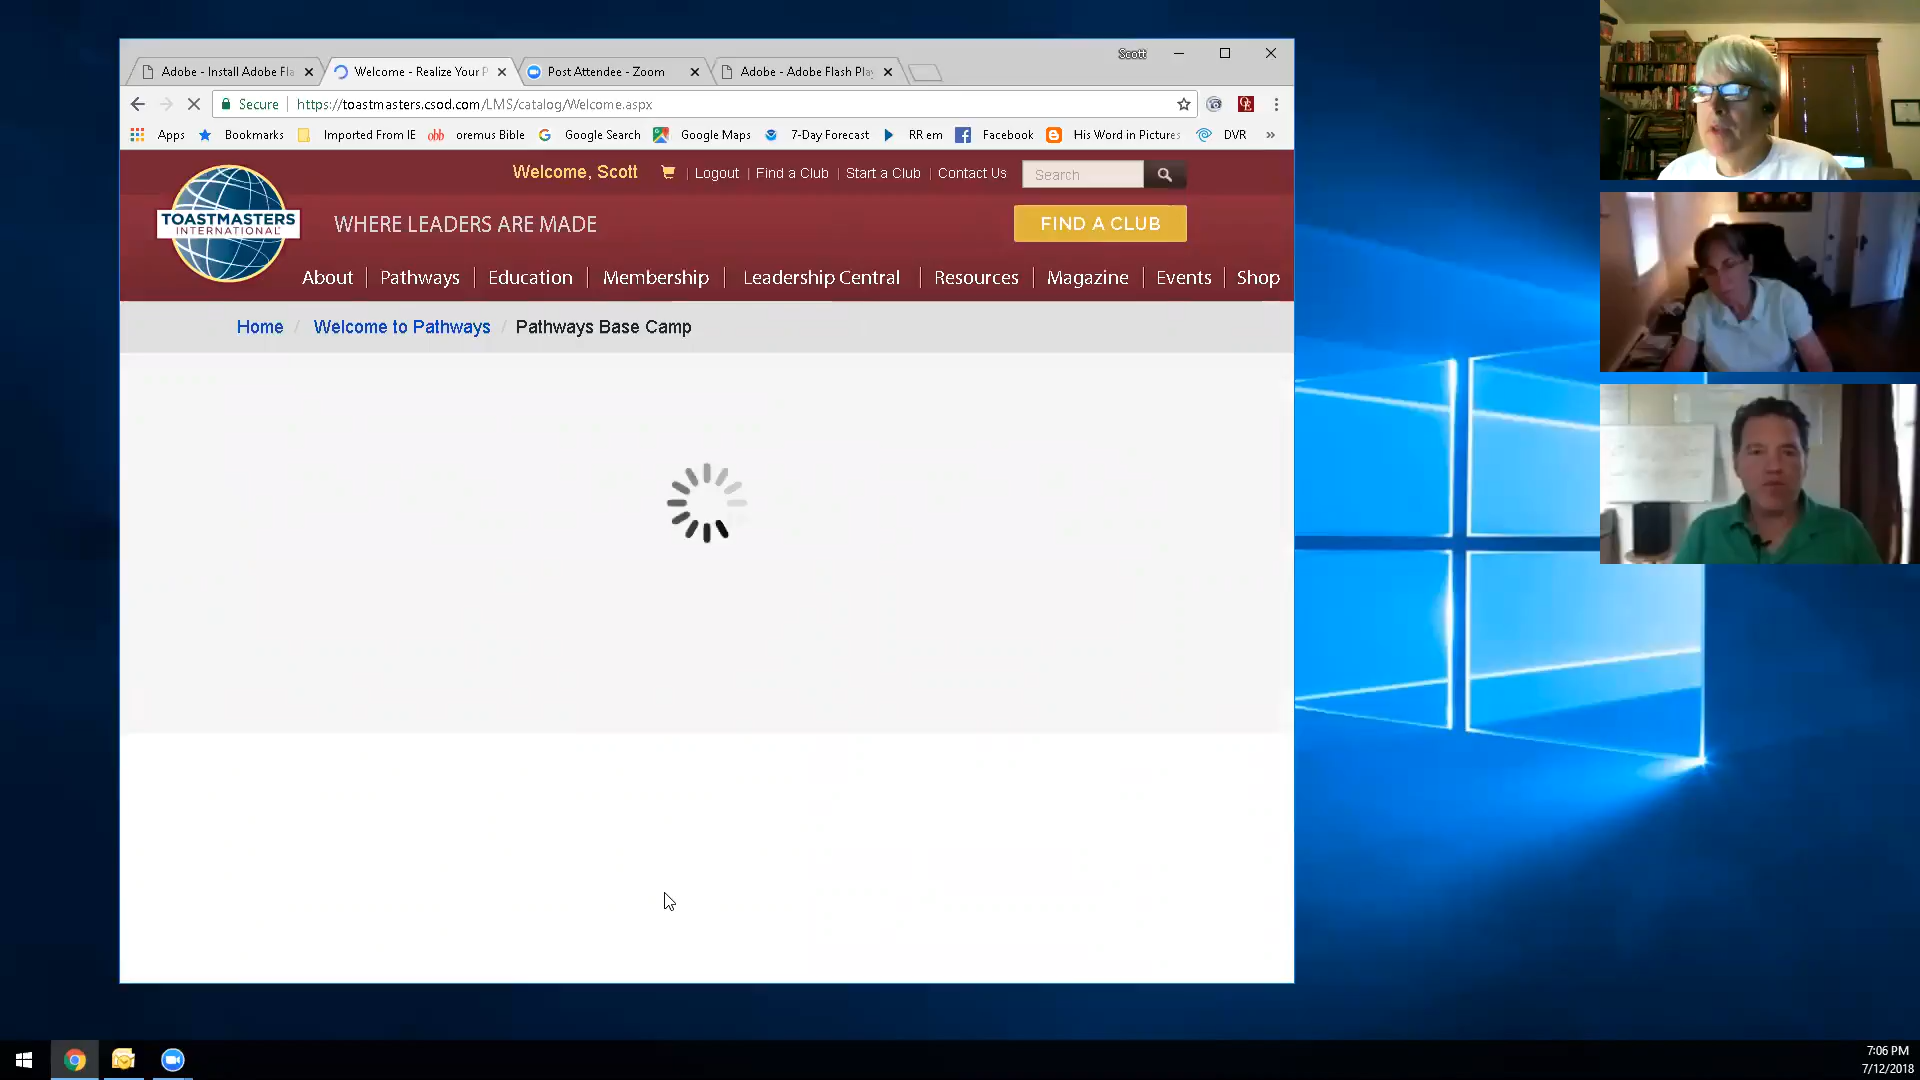 Scott
Adobe - Install Adobe Fla
Welcome - Realize Your P
Post Attendee - Zoom
Adobe - Adobe Flash Play
Secure
https://toastmasters.csod.com/LMS/catalog/Welcome.aspx
Apps
Bookmarks
Imported From IE
obb oremus Bible
Google Search
Google Maps
7-Day Forecast
RR em
Facebook
His Word in Pictures
DVR
»
Welcome, Scott
Logout | Find a Club | Start a Club | Contact Us
Search
TOASTMASTERS
INTERNATIONAL
WHERE LEADERS ARE MADE
FIND A CLUB
About
Pathways
Education
Membership
Leadership Central
Resources
Magazine
Events
Shop
Home / Welcome to Pathways / Pathways Base Camp
7:06 PM
7/12/2018